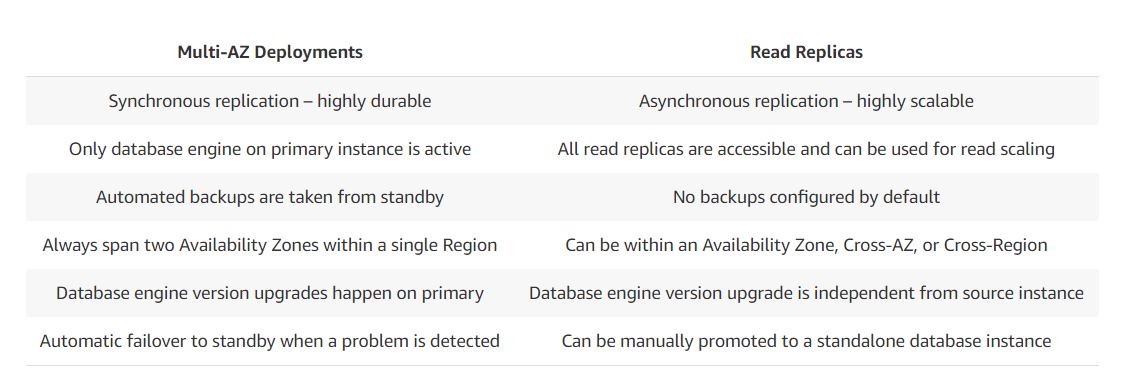 Multi-AZ Deployments Read Replicas
Synchronous replication – highly durable Asynchronous replication – highly scalable
Only database engine on primary instance is active All read replicas are accessible and can be used for read scaling
Automated backups are taken from standby No backups configured by default
Always span two Availability Zones within a single Region Can be within an Availability Zone, Cross-AZ, or Cross-Region
Database engine version upgrades happen on primary Database engine version upgrade is independent from source instance
Automatic failover to standby when a problem is detected Can be manually promoted to a standalone database instance